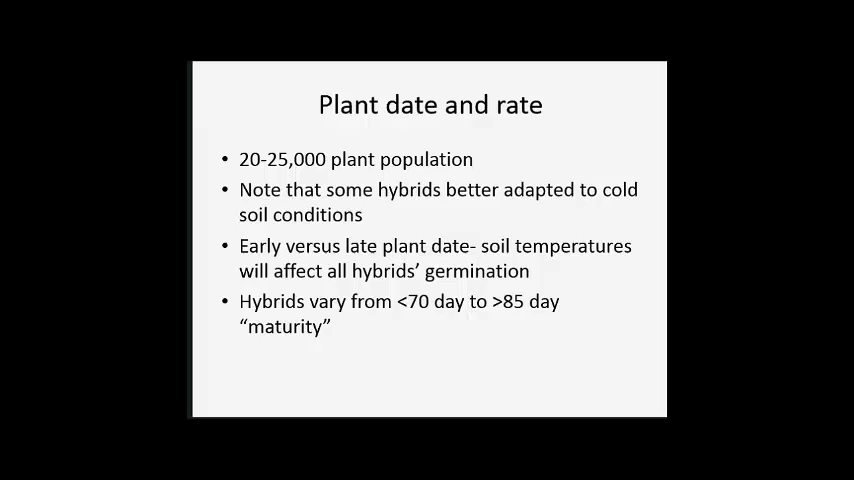 Plant date and rate
• 20-25,000 plant population
• Note that some hybrids better adapted to cold
soil conditions
• Early versus late plant date- soil temperatures
will affect all hybrids’ germination
• Hybrids vary from <70 day to >85 day
“maturity”